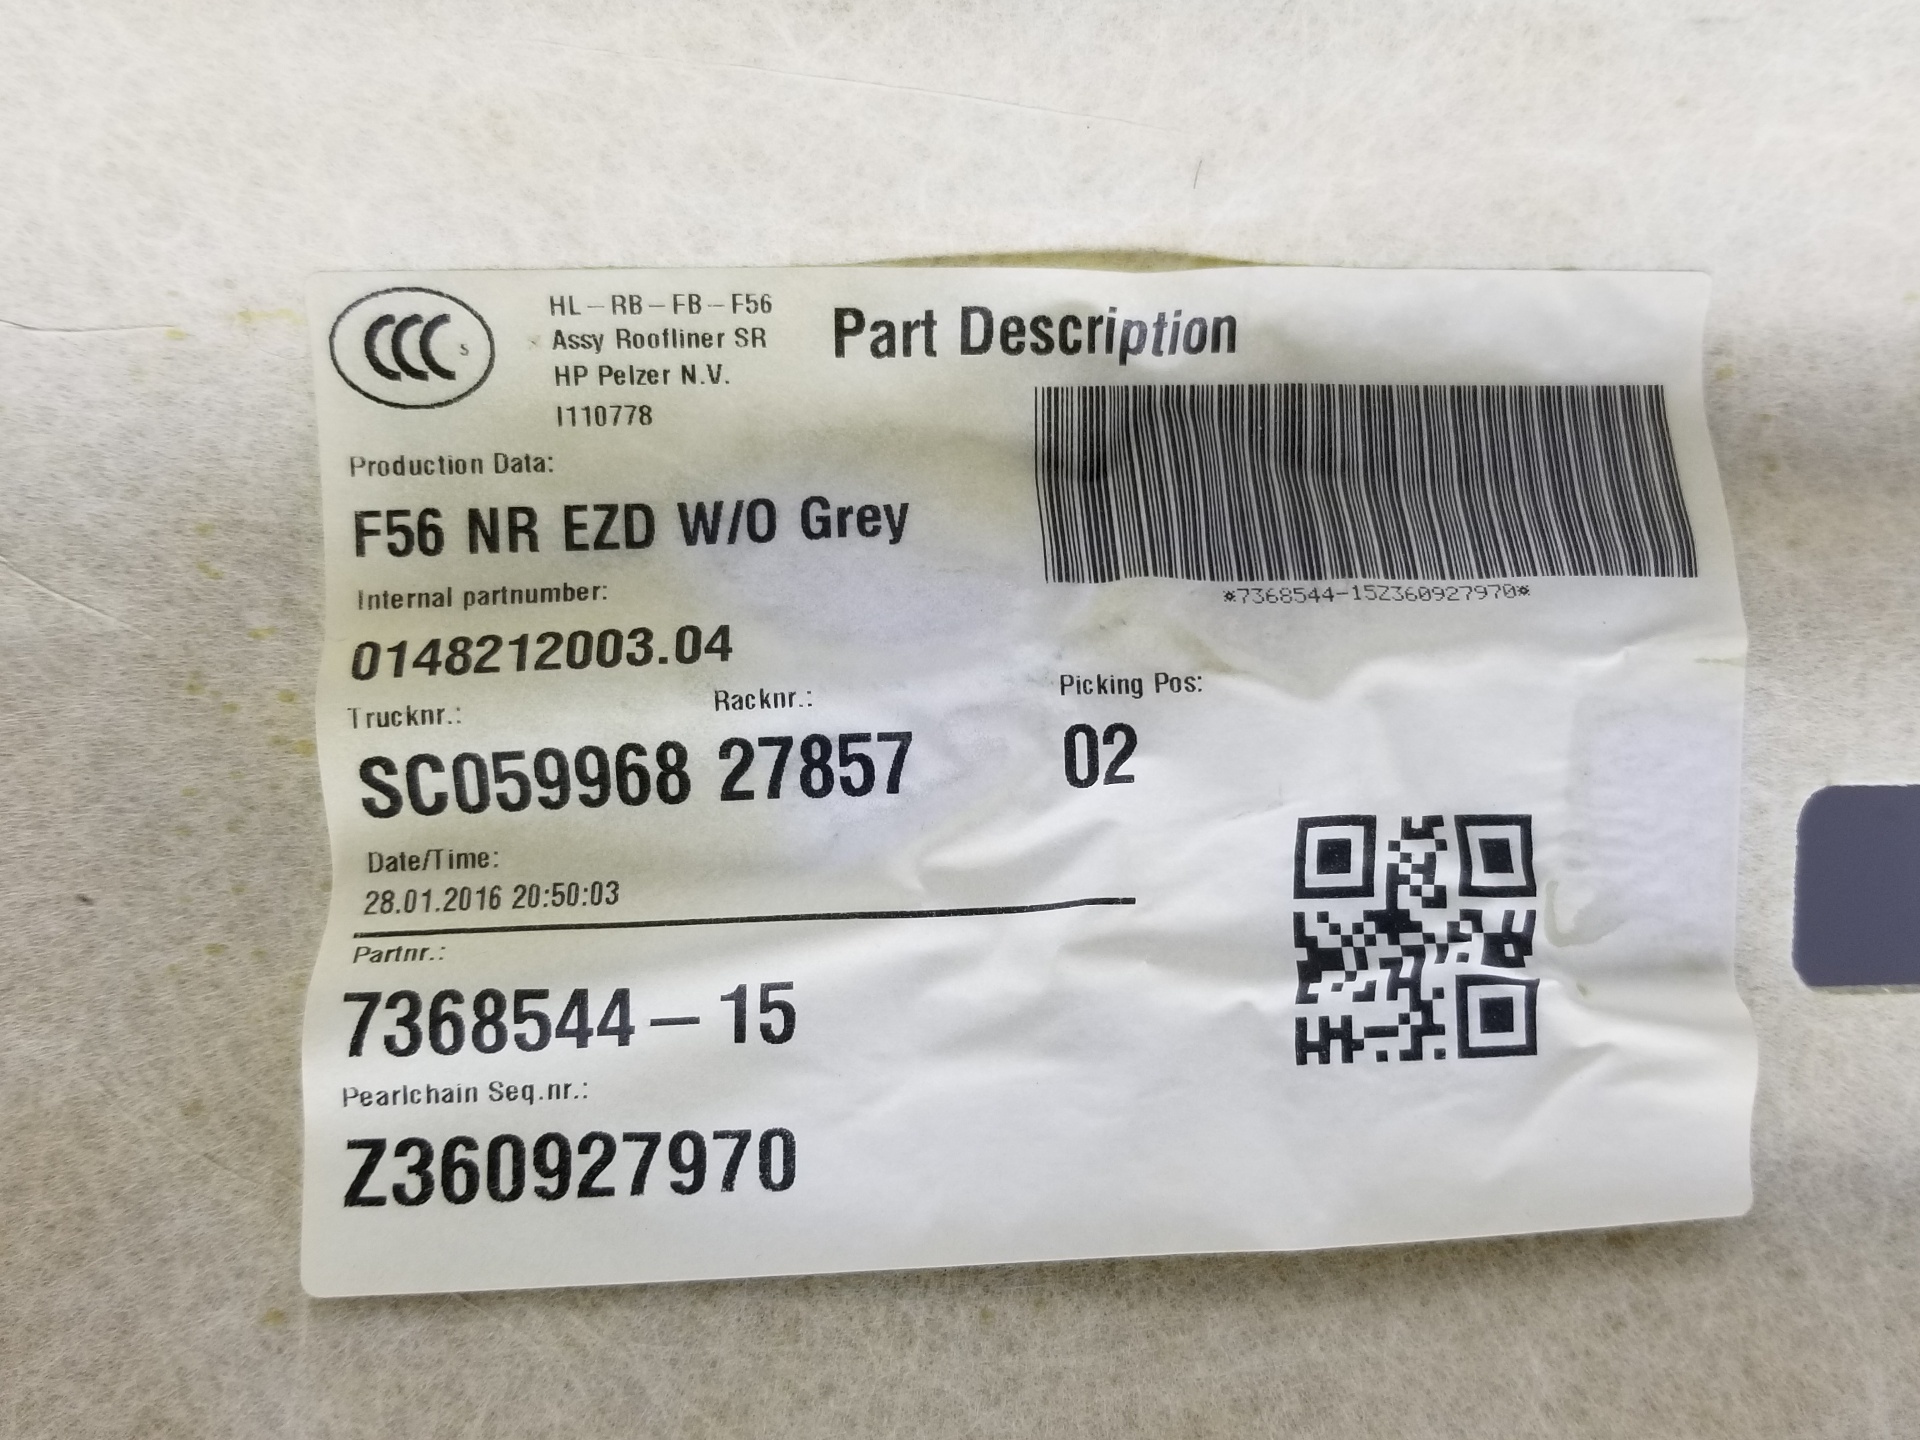 CCC S
HL-RB-FB-F56
Assy Roofliner SR
HP Pelzer N.V.
I110778
Part Description
*7368544-15Z360927970*
Production Data:
F56 NR EZD W/O Grey
Internal partnumber:
0148212003.04
Trucknr.: Racknr.: Picking Pos:
SC059968 27857 02
Date/Time:
28.01.2016 20:50:03
Partnr.:
7368544-15
Pearlchain Seq.nr.:
Z360927970